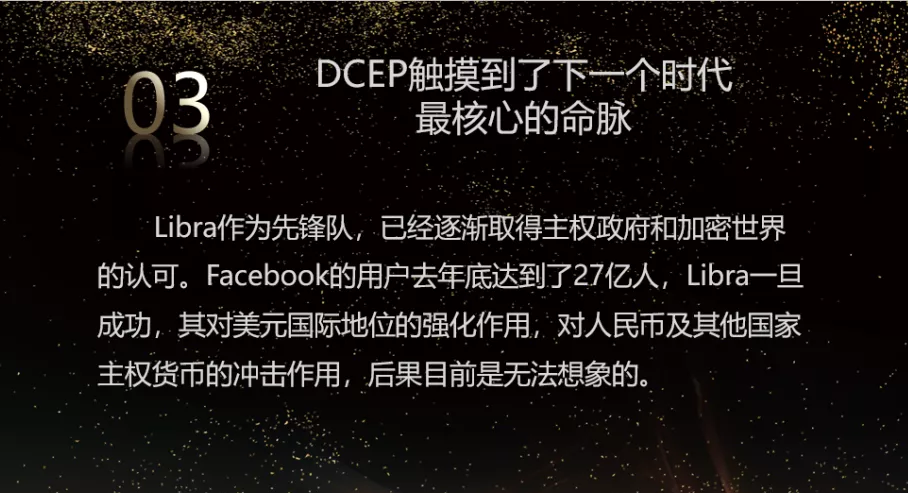 03
DCEP触摸到了下一个时代
最核心的命脉
Libra作为先锋队，已经逐渐取得主权政府和加密世界
的认可。Facebook的用户去年底达到了27亿人，Libra一旦
成功，其对美元国际地位的强化作用，对人民币及其他国家
主权货币的冲击作用，后果目前是无法想象的。